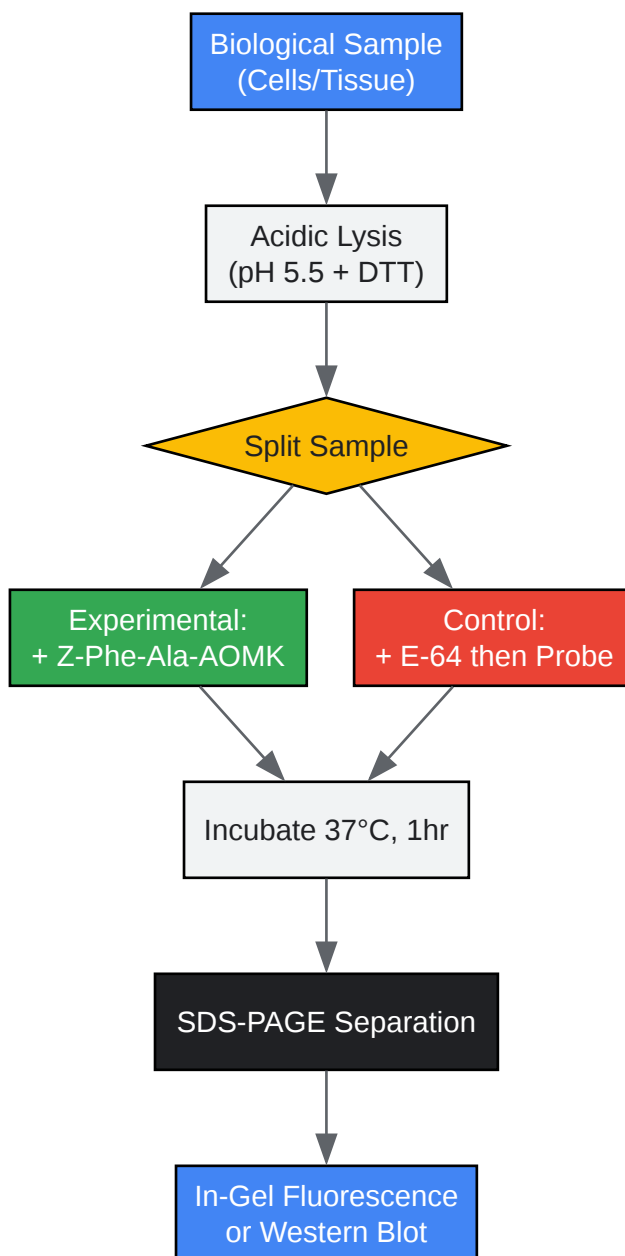 Biological Sample
(Cells/Tissue)
Acidic Lysis
(pH 5.5 + DTT)
Split Sample
Experimental:
+ Z-Phe-Ala-AOMK
Control:
+ E-64 then Probe
Incubate 37°C, 1hr
SDS-PAGE Separation
In-Gel Fluorescence
or Western Blot